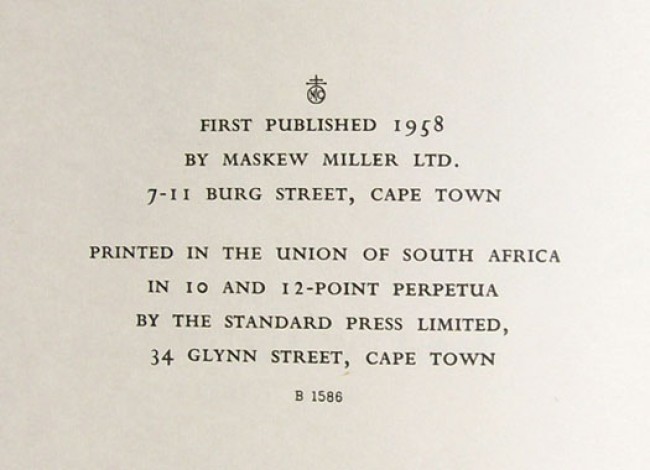 FIRST PUBLISHED 1958
BY MASKEW MILLER LTD.
7-11 BURG STREET, CAPE TOWN
PRINTED IN THE UNION OF SOUTH AFRICA
IN 10 AND 12-POINT PERPETUA
BY THE STANDARD PRESS LIMITED,
34 GLYNN STREET, CAPE TOWN
B 1586